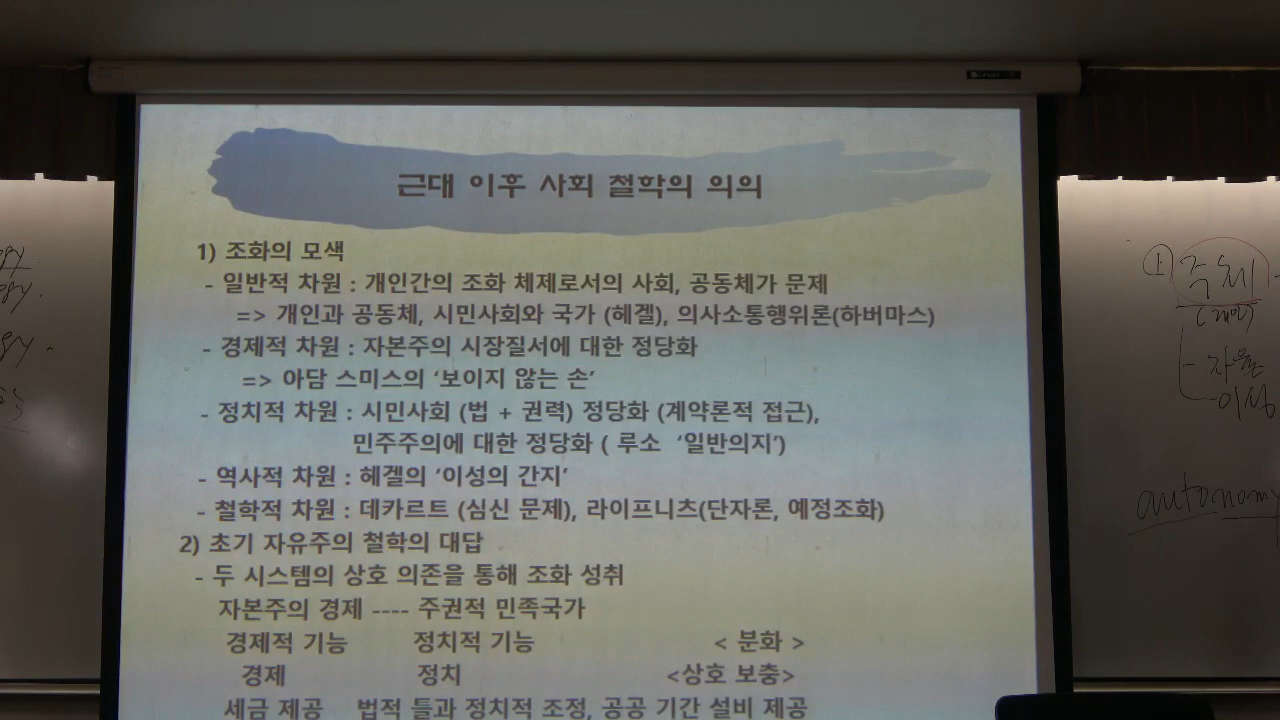 근대 이후 사회 철학의 의의
1) 조화의 모색
- 일반적 차원 : 개인간의 조화 체제로서의 사회, 공동체가 문제
=> 개인과 공동체, 시민사회와 국가 (헤겔), 의사소통행위론(하버마스)
- 경제적 차원 : 자본주의 시장질서에 대한 정당화
=> 아담 스미스의 ‘보이지 않는 손’
- 정치적 차원 : 시민사회 (법 + 권력) 정당화 (계약론적 접근),
민주주의에 대한 정당화 ( 루소 ‘일반의지’)
- 역사적 차원 : 헤겔의 ‘이성의 간지’
- 철학적 차원 : 데카르트 (심신 문제), 라이프니츠(단자론, 예정조화)
2) 초기 자유주의 철학의 대답
- 두 시스템의 상호 의존을 통해 조화 성취
자본주의 경제 ---- 주권적 민족국가
경제적 기능 정치적 기능 < 분화 >
경제 정치 <상호 보충>
세금 제공 법적 틀과 정치적 조정, 공공 기간 설비 제공
주체
- 자율
이성
autonomy